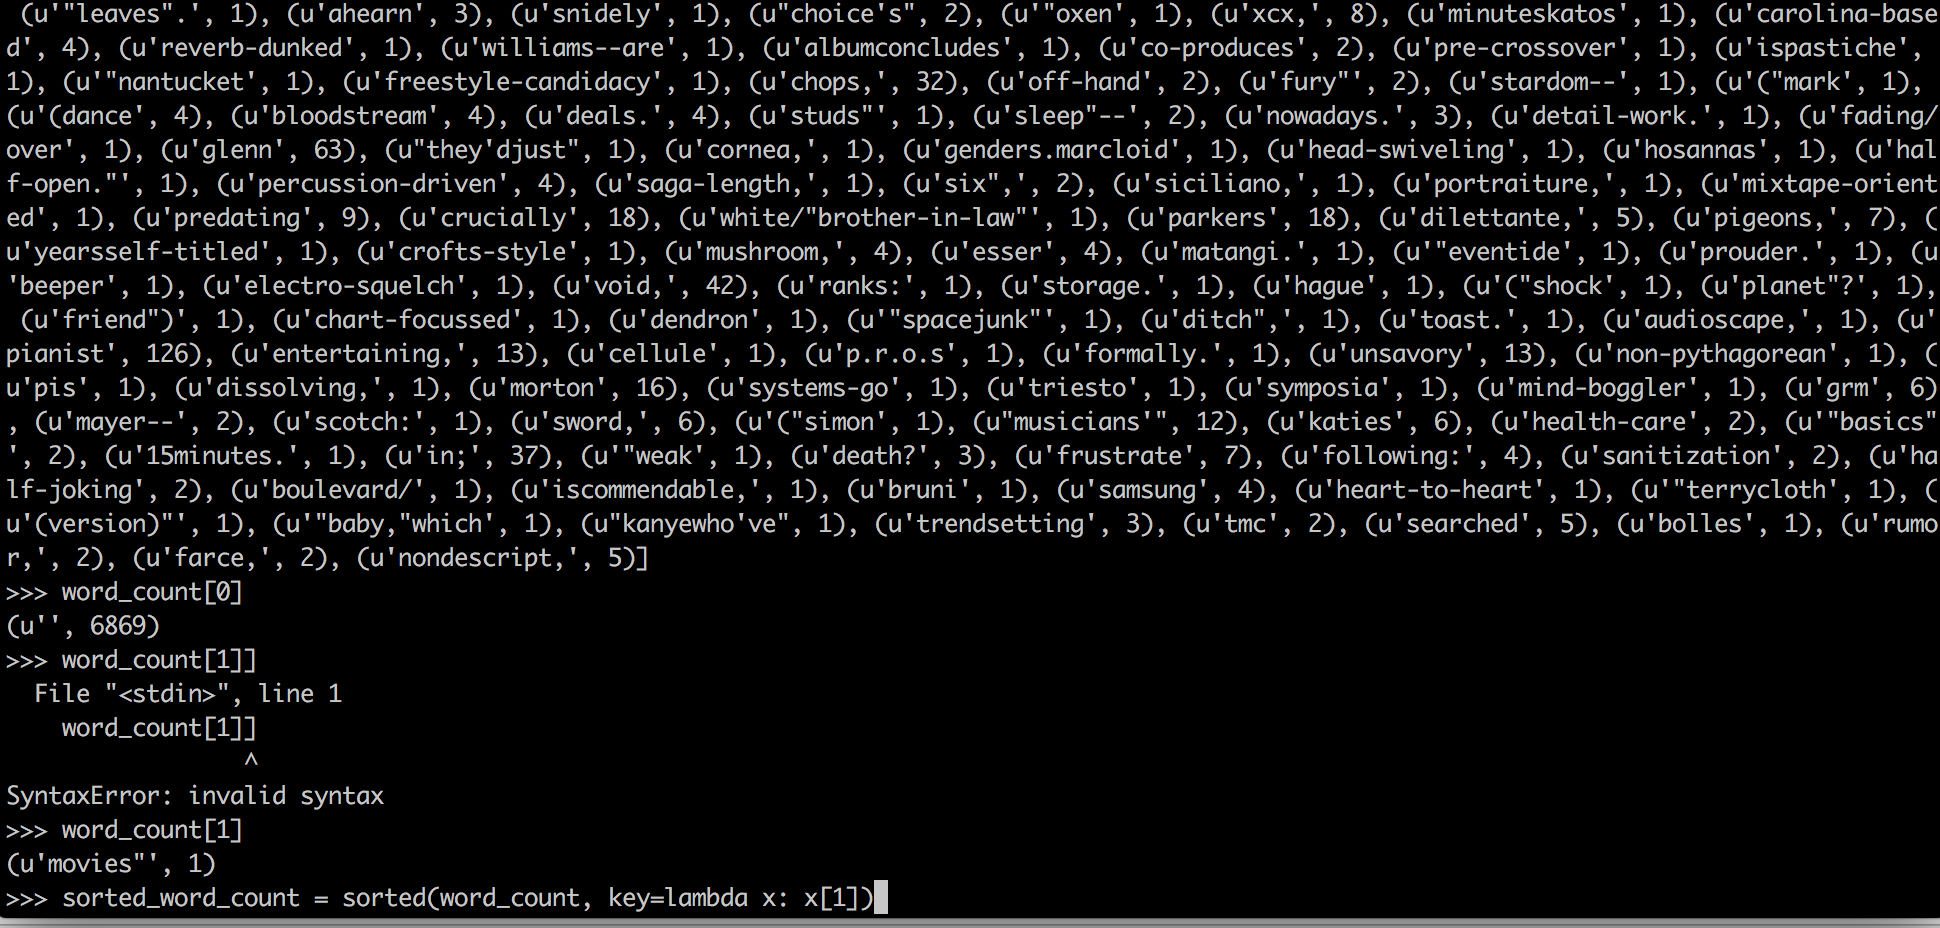 (u'"leaves".', 1), (u'ahearn', 3), (u'snidely', 1), (u"choice's", 2), (u'"oxen', 1), (u'xcx,', 8), (u'minuteskatos', 1), (u'carolina-base
d', 4), (u'reverb-dunked', 1), (u'williams--are', 1), (u'albumconcludes', 1), (u'co-produces', 2), (u'pre-crossover', 1), (u'ispastiche',
1), (u'"nantucket', 1), (u'freestyle-candidacy', 1), (u'chops,', 32), (u'off-hand', 2), (u'fury"', 2), (u'stardom--', 1), (u'("mark', 1),
(u'(dance', 4), (u'bloodstream', 4), (u'deals.', 4), (u'studs"', 1), (u'sleep"--', 2), (u'nowadays.', 3), (u'detail-work.', 1), (u'fading/
over', 1), (u'glenn', 63), (u"they'djust", 1), (u'cornea,', 1), (u'genders.marcloid', 1), (u'head-swiveling', 1), (u'hosannas', 1), (u'hal
f-open."', 1), (u'percussion-driven', 4), (u'saga-length,', 1), (u'six",', 2), (u'siciliano,', 1), (u'portraiture,', 1), (u'mixtape-orient
ed', 1), (u'predating', 9), (u'crucially', 18), (u'white/"brother-in-law"', 1), (u'parkers', 18), (u'dilettante,', 5), (u'pigeons,', 7), (
u'yearsself-titled', 1), (u'crofts-style', 1), (u'mushroom,', 4), (u'esser', 4), (u'matangi.', 1), (u'"eventide', 1), (u'prouder.', 1), (u
'beeper', 1), (u'electro-squelch', 1), (u'void,', 42), (u'ranks:', 1), (u'storage.', 1), (u'hague', 1), (u'("shock', 1), (u'planet"?', 1),
(u'friend")', 1), (u'chart-focussed', 1), (u'dendron', 1), (u'"spacejunk"', 1), (u'ditch",', 1), (u'toast.', 1), (u'audioscape,', 1), (u'
pianist', 126), (u'entertaining,', 13), (u'cellule', 1), (u'p.r.o.s', 1), (u'formally.', 1), (u'unsavory', 13), (u'non-pythagorean', 1), (
u'pis', 1), (u'dissolving,', 1), (u'morton', 16), (u'systems-go', 1), (u'triesto', 1), (u'symposia', 1), (u'mind-boggler', 1), (u'grm', 6)
, (u'mayer--', 2), (u'scotch:', 1), (u'sword,', 6), (u'("simon', 1), (u"musicians'", 12), (u'katies', 6), (u'health-care', 2), (u'"basics"
', 2), (u'15minutes.', 1), (u'in;', 37), (u'"weak', 1), (u'death?', 3), (u'frustrate', 7), (u'following:', 4), (u'sanitization', 2), (u'ha
lf-joking', 2), (u'boulevard/', 1), (u'iscommendable,', 1), (u'bruni', 1), (u'samsung', 4), (u'heart-to-heart', 1), (u'"terrycloth', 1), (
u'(version)"', 1), (u'"baby,"which', 1), (u"kanyewho've", 1), (u'trendsetting', 3), (u'tmc', 2), (u'searched', 5), (u'bolles', 1), (u'rumo
r,', 2), (u'farce,', 2), (u'nondescript,', 5)]
>>> word_count[0]
(u'', 6869)
>>> word_count[1]]
  File "<stdin>", line 1
    word_count[1]]
                 ^
SyntaxError: invalid syntax
>>> word_count[1]
(u'movies"', 1)
>>> sorted_word_count = sorted(word_count, key=lambda x: x[1])